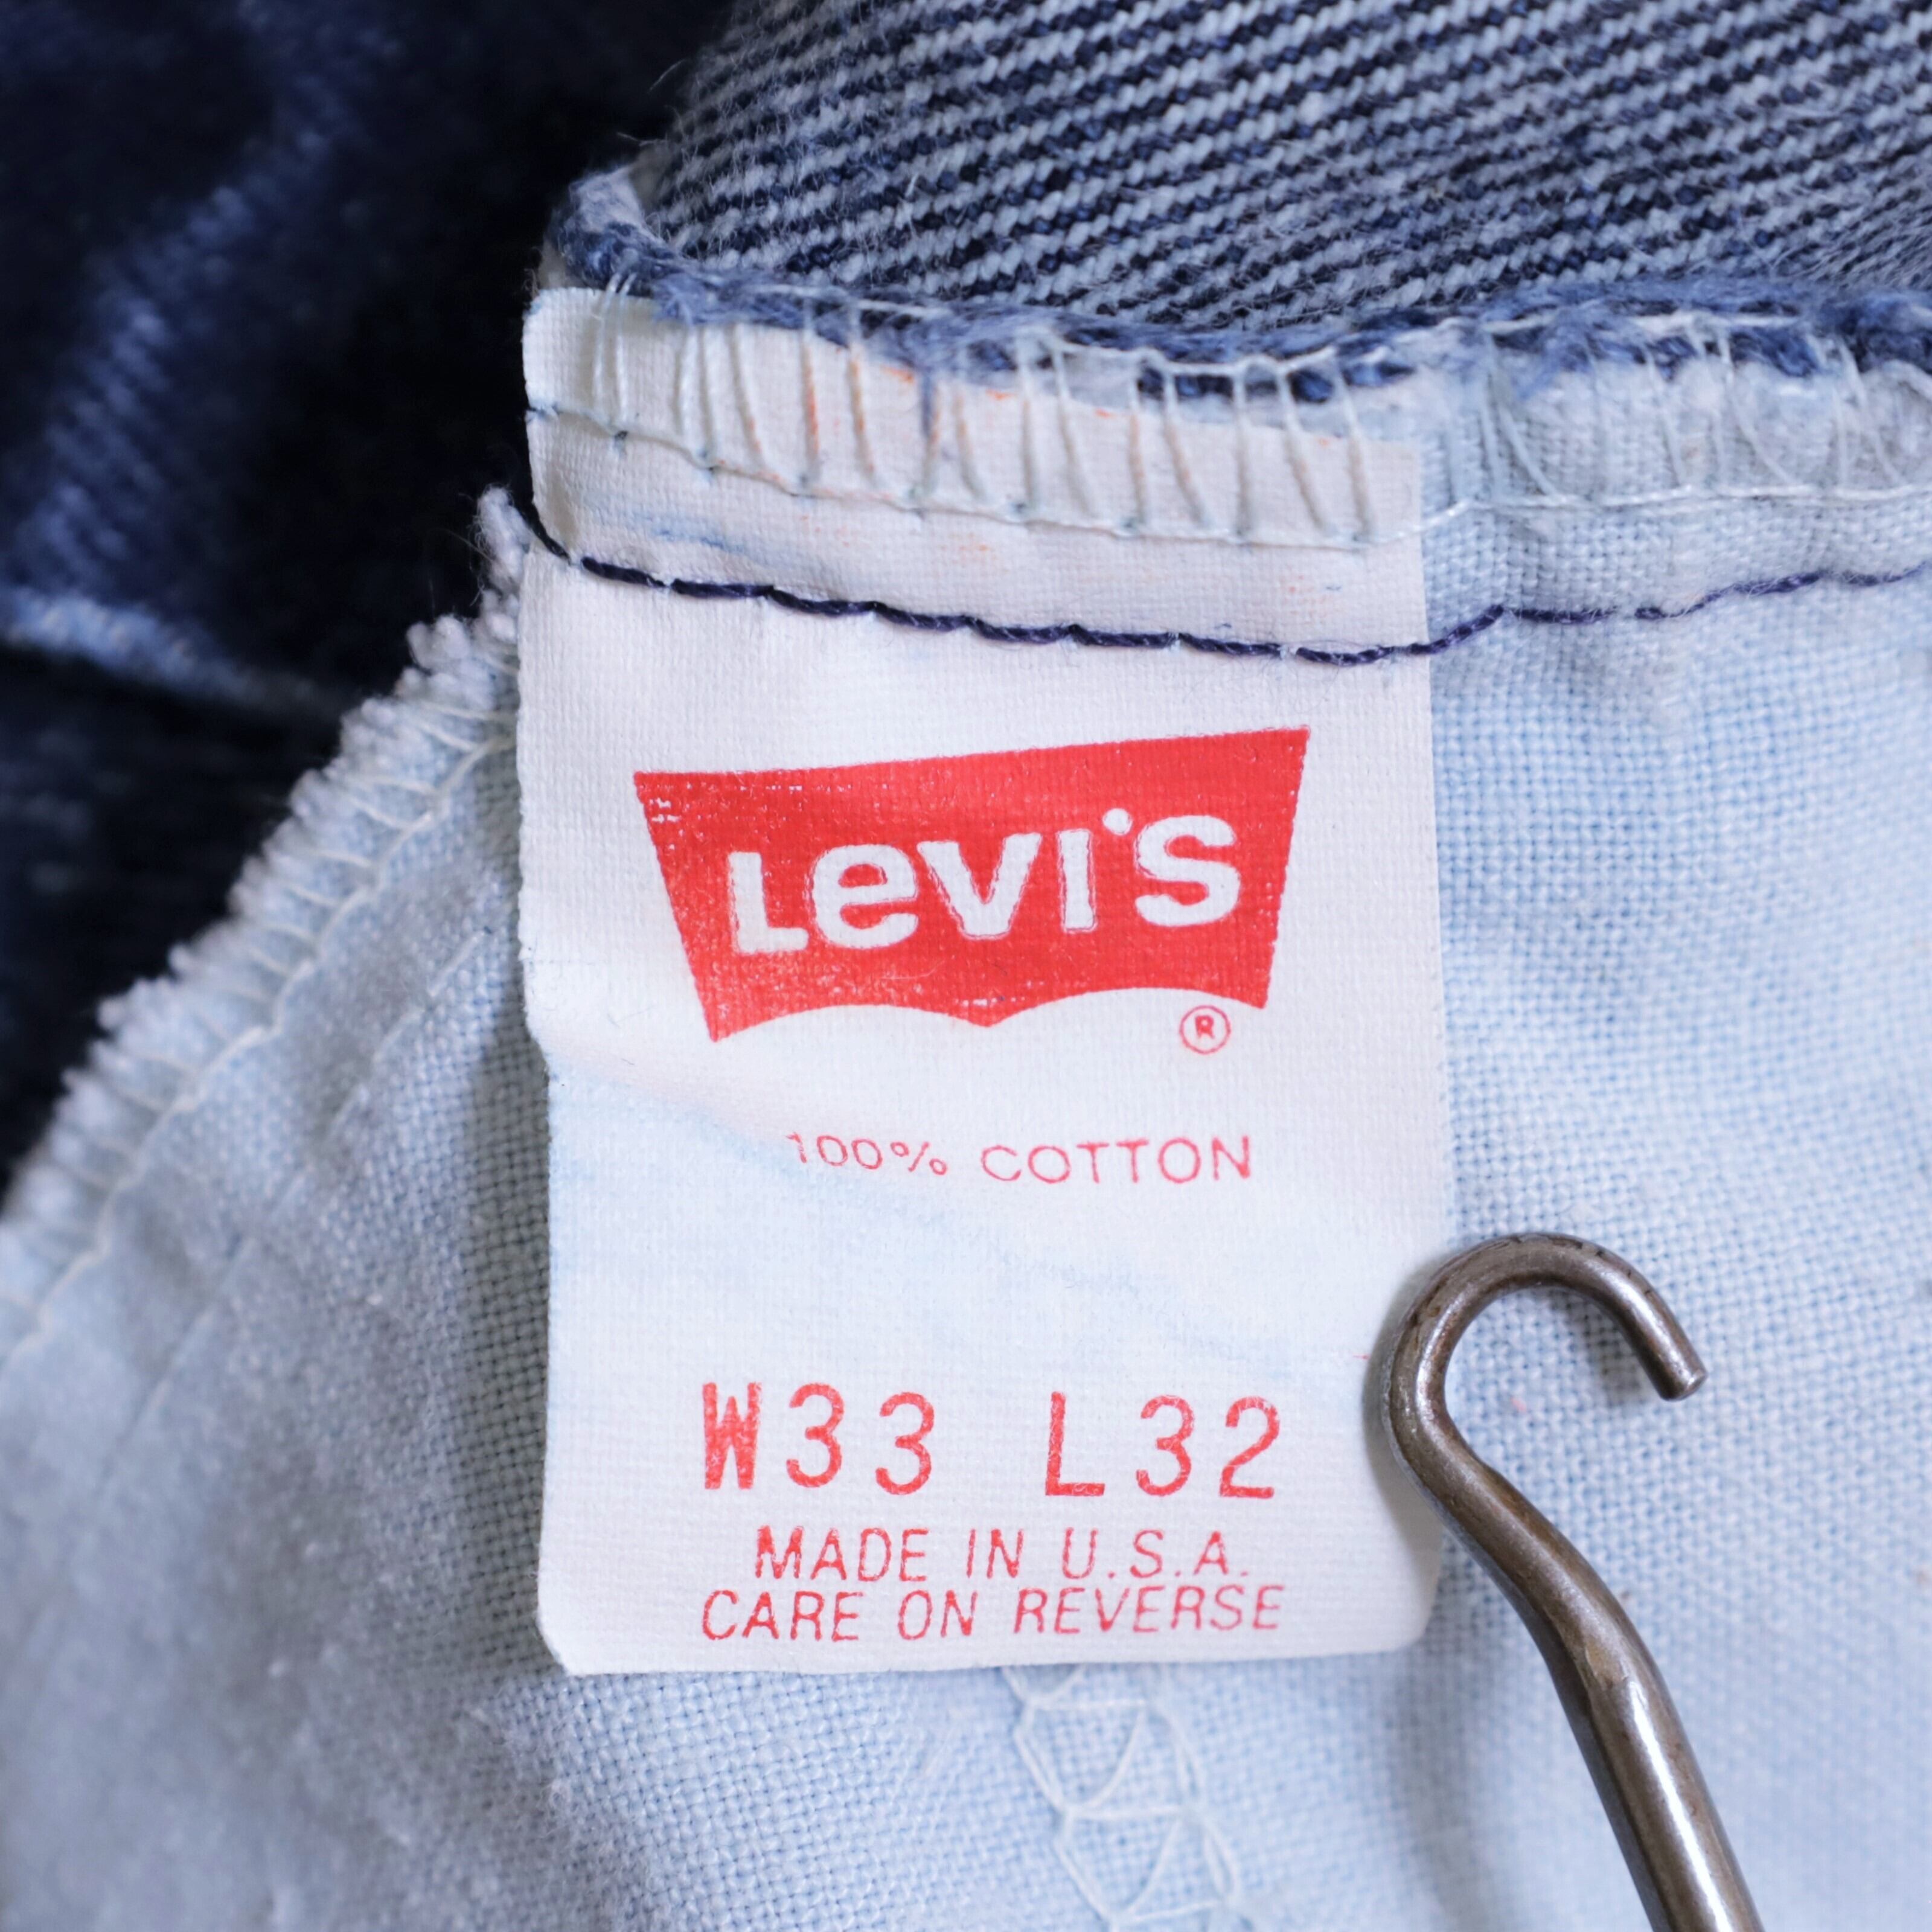 Levi's
®
100% COTTON
W33 L32
MADE IN U.S.A.
CARE ON REVERSE